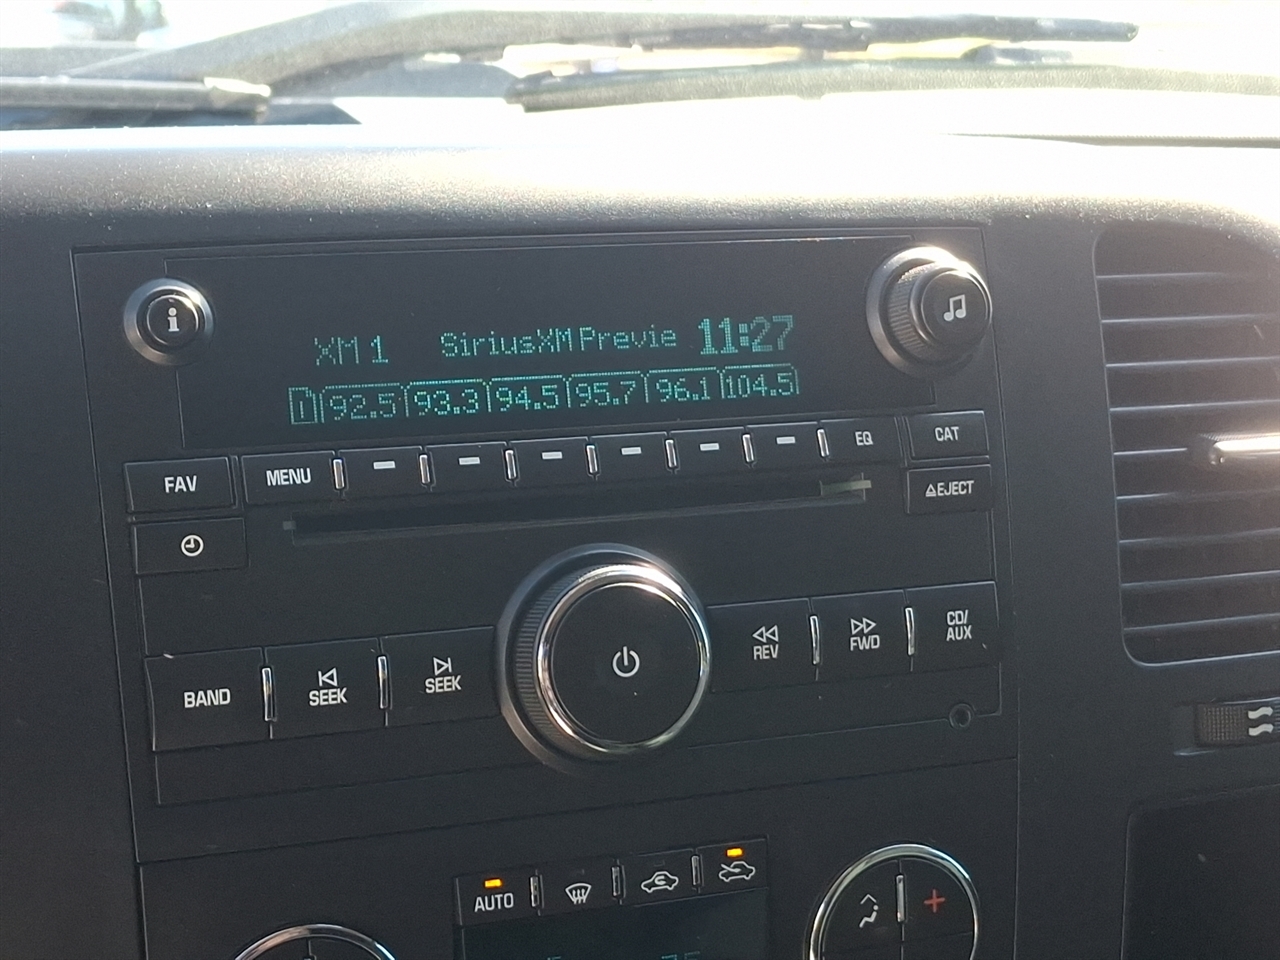 i
XM 1 SiriusXM Previe 11:27
1 92.5 93.3 94.5 95.7 96.1 104.5
FAV MENU EQ CAT
EJECT
BAND SEEK SEEK REV FWD CD/
AUX
AUTO
75